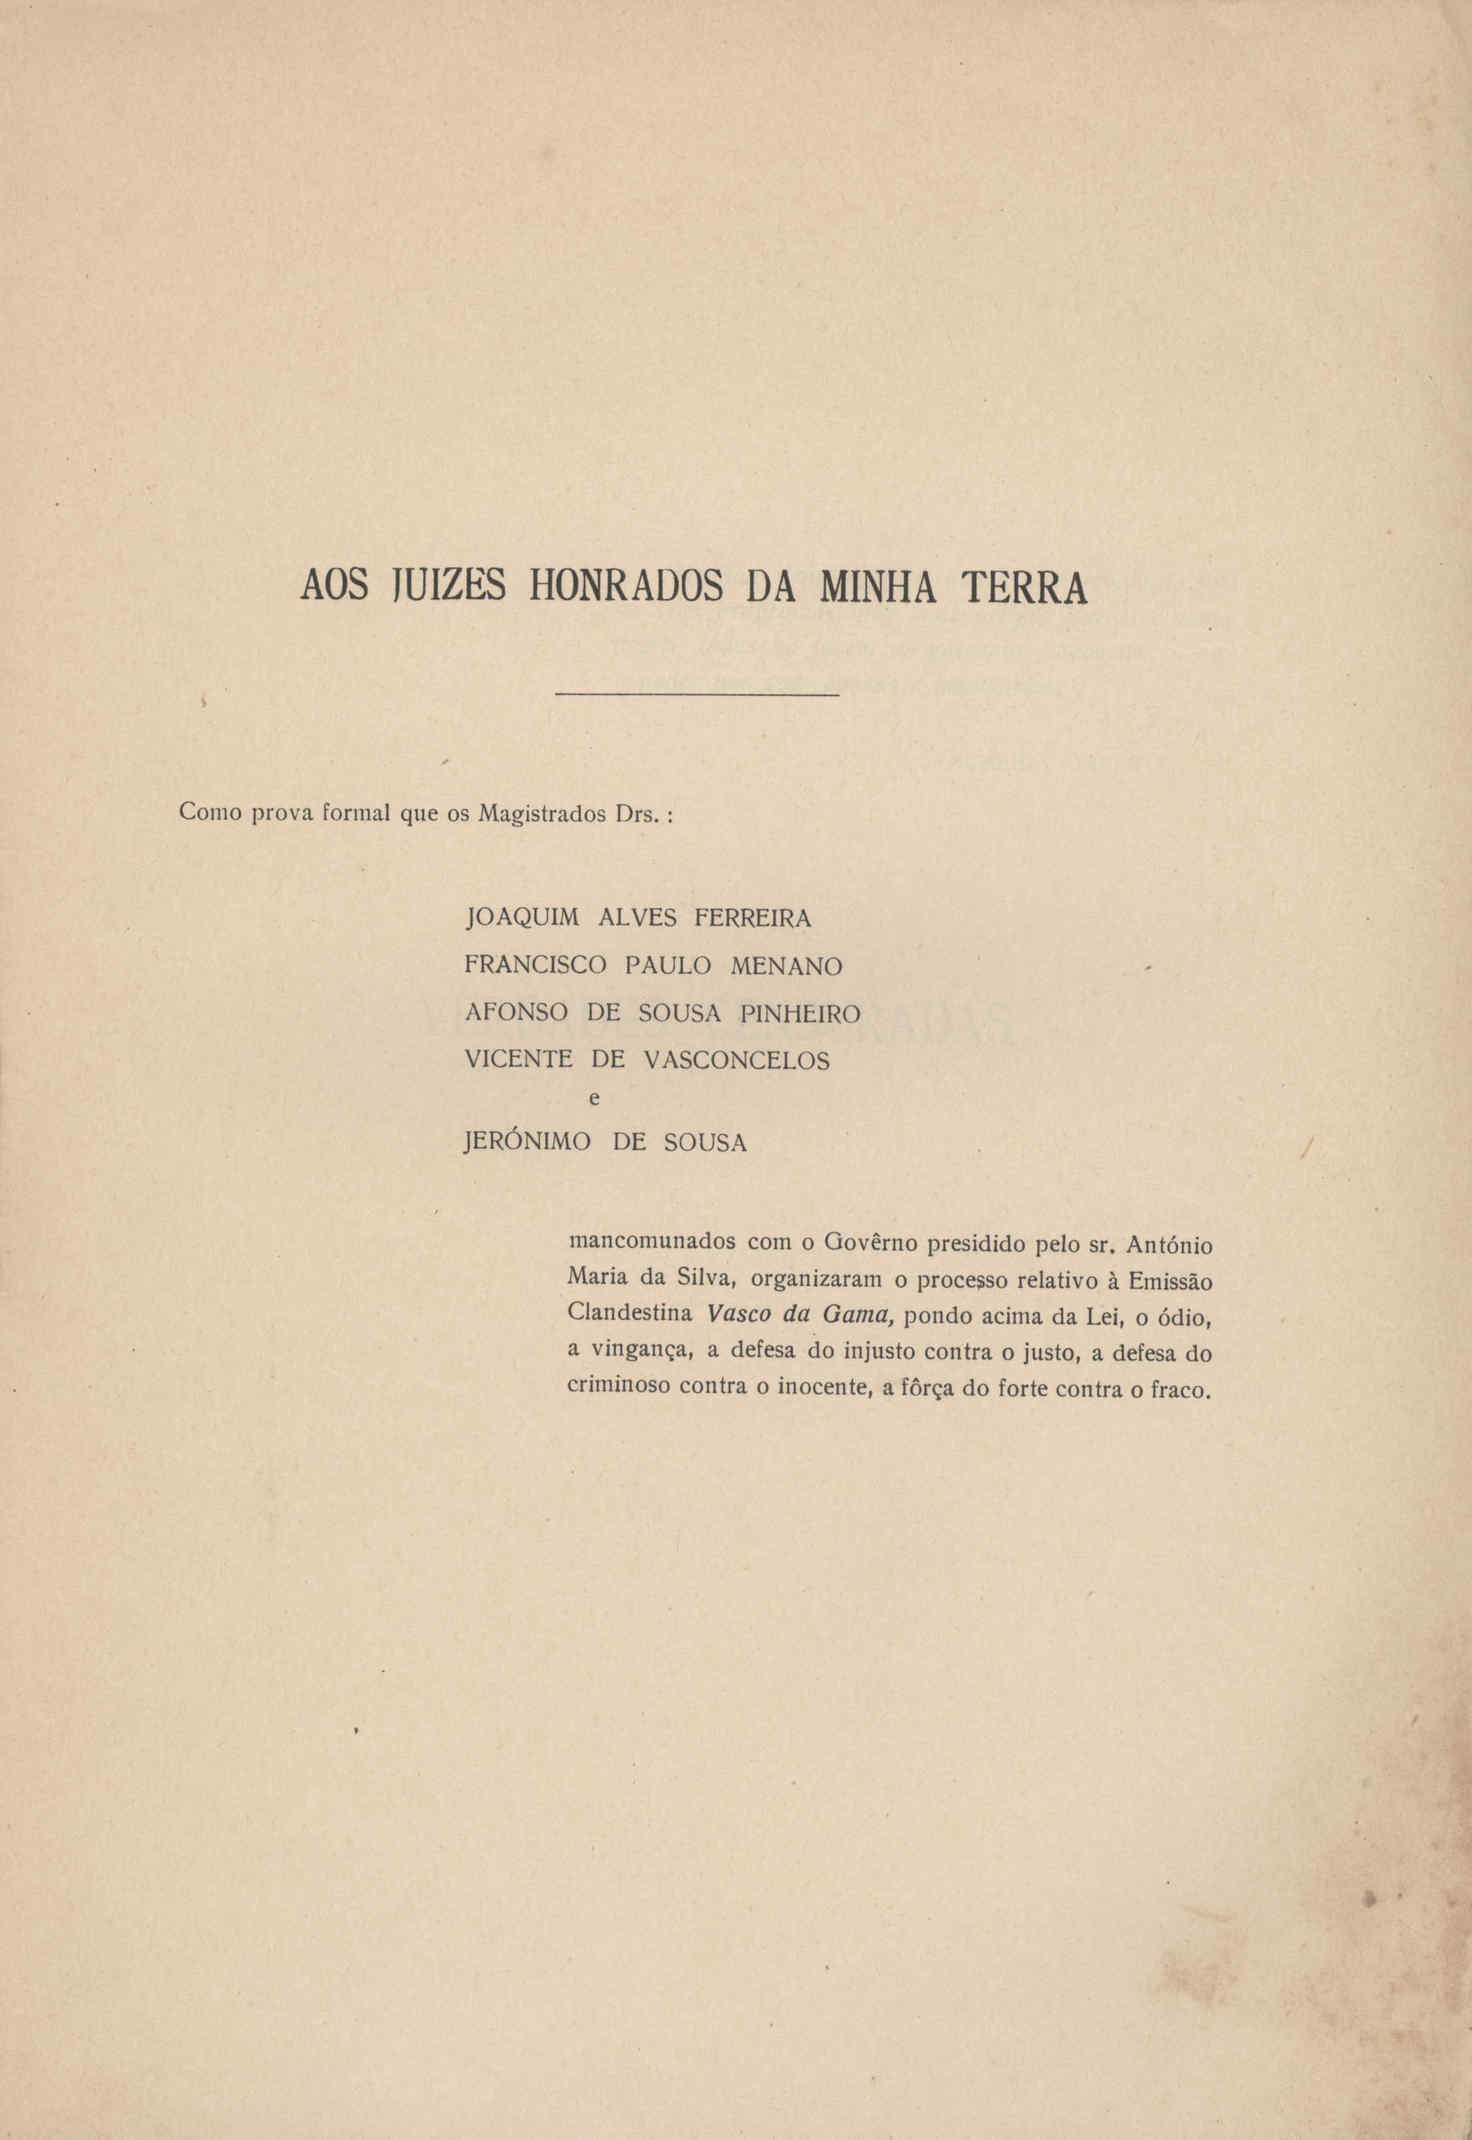 AOS JUIZES HONRADOS DA MINHA TERRA
Como prova formal que os Magistrados Drs. :
JOAQUIM ALVES FERREIRA
FRANCISCO PAULO MENANO
AFONSO DE SOUSA PINHEIRO
VICENTE DE VASCONCELOS
e
JERÓNIMO DE SOUSA
mancomunados com o Govêrno presidido pelo sr. António
Maria da Silva, organizaram o processo relativo à Emissão
Clandestina Vasco da Gama, pondo acima da Lei, o ódio,
a vingança, a defesa do injusto contra o justo, a defesa do
criminoso contra o inocente, a fôrça do forte contra o fraco.